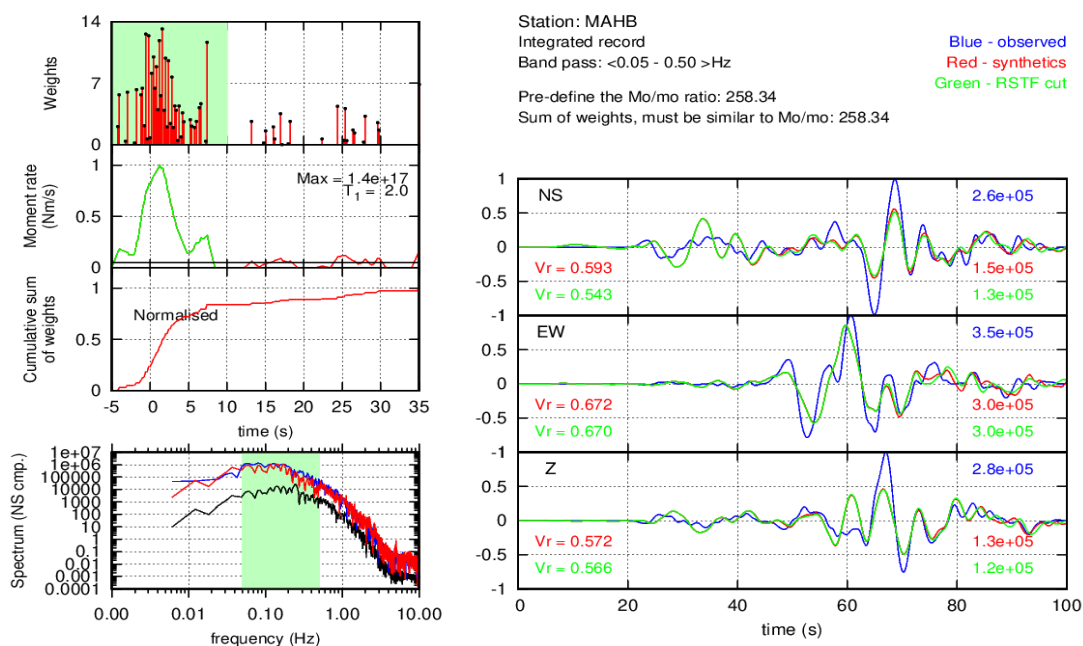 Station: MAHB
Integrated record
Band pass: <0.05 - 0.50 >Hz
Pre-define the Mo/mo ratio: 258.34
Sum of weights, must be similar to Mo/mo: 258.34
Blue - observed
Red - synthetics
Green - RSTF cut
14
7
0
Weights
1
0.5
0
Moment rate
(Nm/s)
Max = 1.4e+17
T1 = 2.0
1
0.5
0
Cumulative sum
of weights
Normalised
-5 0 5 10 15 20 25 30 35
time (s)
1e+07
1e+06
100000
10000
1000
100
10
1
0.1
0.01
0.001
0.0001
Spectrum (NS cmp.)
0.00 0.01 0.10 1.00 10.00
frequency (Hz)
1
0.5
0
-0.5
-1
NS
2.6e+05
Vr = 0.593
1.5e+05
Vr = 0.543
1.3e+05
1
0.5
0
-0.5
-1
EW
3.5e+05
Vr = 0.672
3.0e+05
Vr = 0.670
3.0e+05
1
0.5
0
-0.5
-1
Z
2.8e+05
Vr = 0.572
1.3e+05
Vr = 0.566
1.2e+05
0 20 40 60 80 100
time (s)